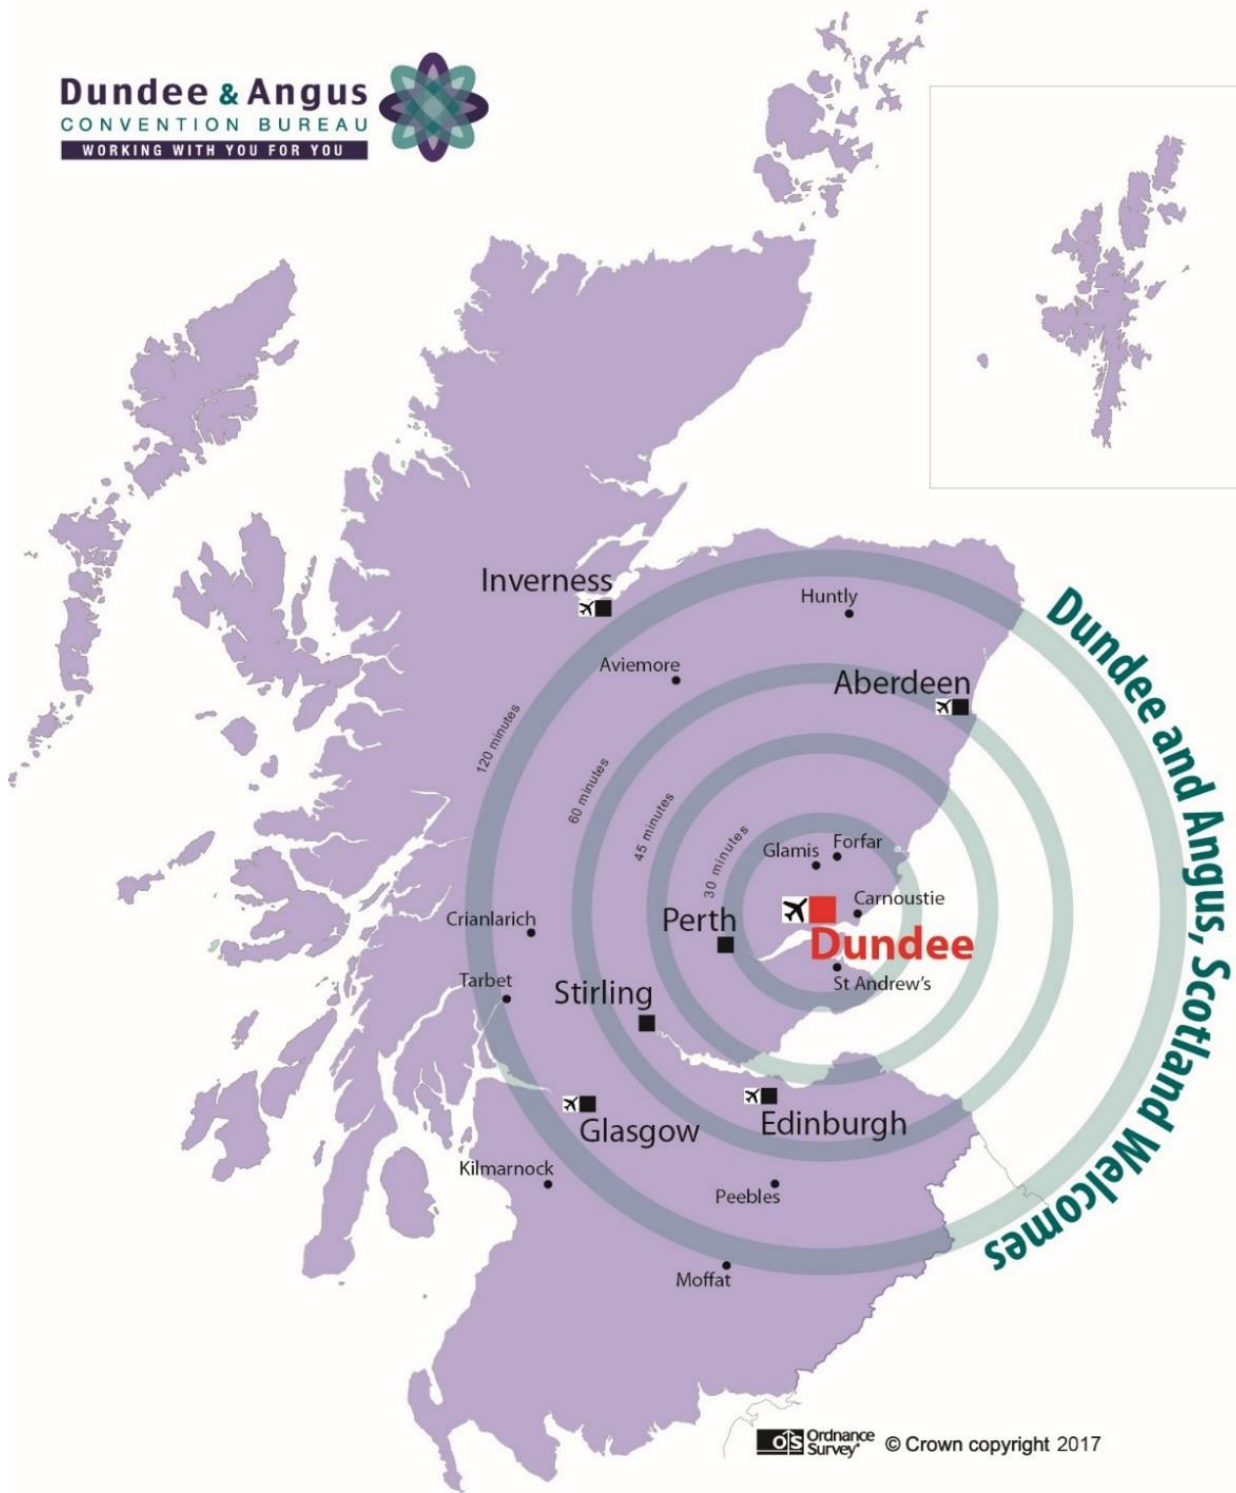 Dundee & Angus
CONVENTION BUREAU
WORKING WITH YOU FOR YOU
Inverness
Huntly
Aviemore
Aberdeen
120 minutes
60 minutes
45 minutes
30 minutes
Glamis
Forfar
Carnoustie
Perth
Dundee
Crianlarich
Tarbet
St Andrew's
Stirling
Glasgow
Edinburgh
Kilmarnock
Peebles
Moffat
Dundee and Angus, Scotland Welcomes
OS Ordnance
Survey
© Crown copyright 2017